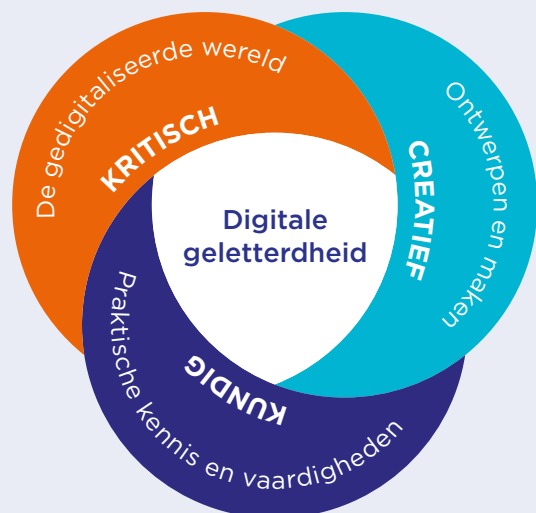 De gedigitaliseerde wereld
KRITISCH
Ontwerpen en maken
CREATIEF
Digitale
geletterdheid
KUNDIG
Praktische kennis en vaardigheden